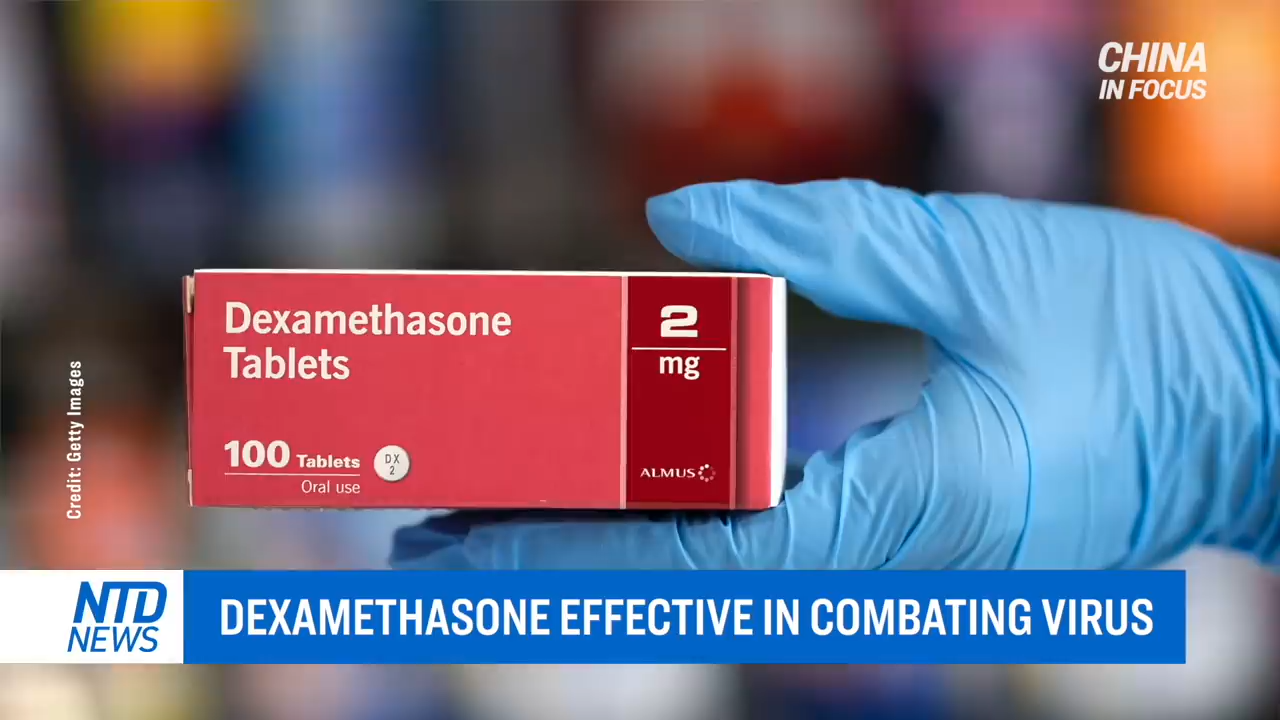 CHINA
IN FOCUS
Dexamethasone
Tablets
2
mg
100 Tablets
DX
2
Oral use
ALMUS
Credit: Getty Images
NTD
NEWS
DEXAMETHASONE EFFECTIVE IN COMBATING VIRUS